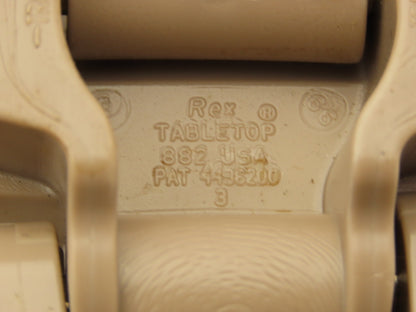 Rex ®
TABLETOP
882 USA
PAT 4436200
3